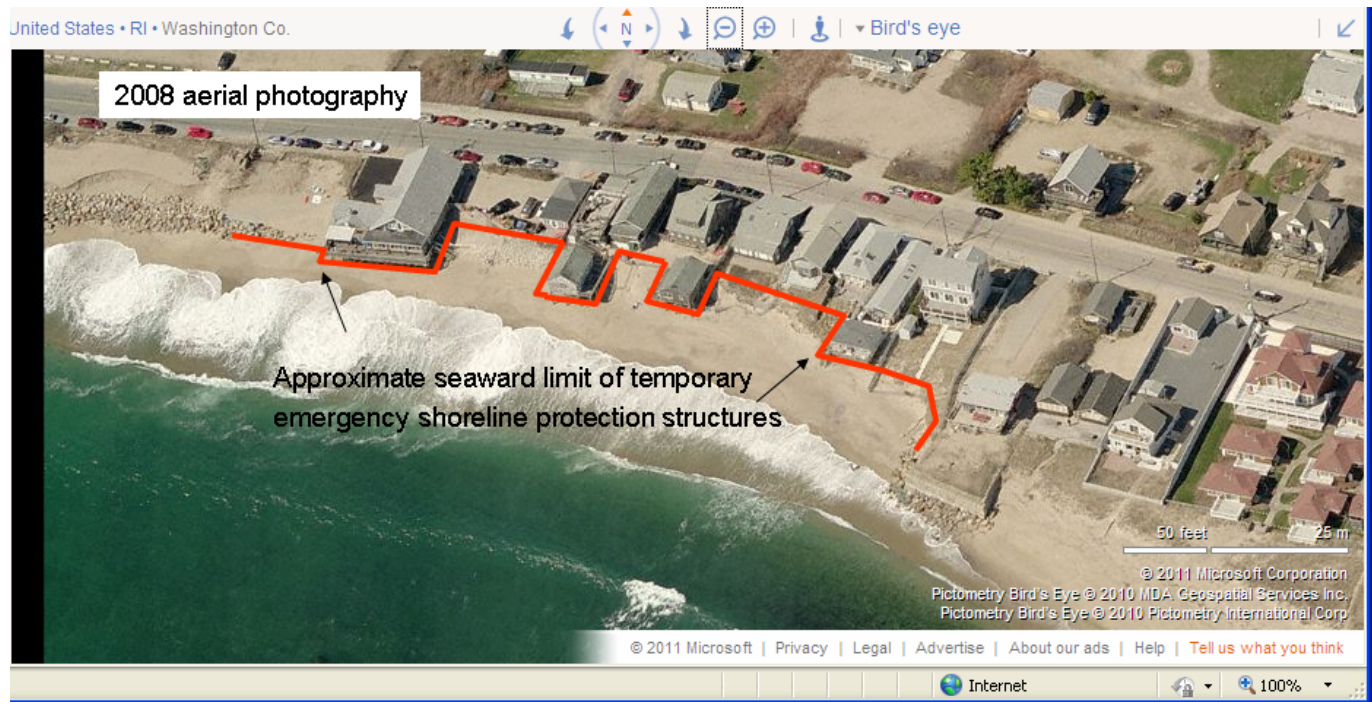 United States • RI • Washington Co.
N
Bird's eye
2008 aerial photography
Approximate seaward limit of temporary
emergency shoreline protection structures
50 feet 25 m
© 2011 Microsoft Corporation
Pictometry Bird's Eye © 2010 MDA Geospatial Services Inc.
Pictometry Bird's Eye © 2010 Pictometry International Corp
© 2011 Microsoft | Privacy | Legal | Advertise | About our ads | Help | Tell us what you think
Internet 100%